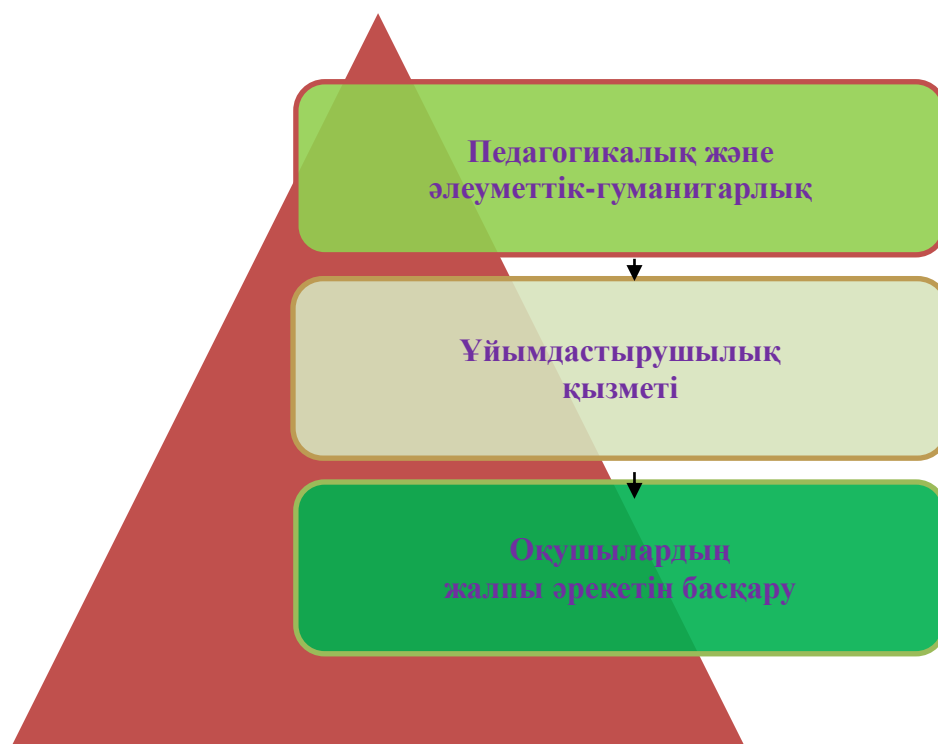 Педагогикалық және
әлеуметтік-гуманитарлық
Ұйымдастырушылық
қызметі
Оқушылардың
жалпы әрекетін басқару